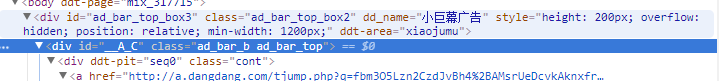 <body ddt-page="mix_317715">
<div id="ad_bar_top_box3" class="ad_bar_top_box2" dd_name="小巨幕广告" style="height: 200px; overflow:
hidden; position: relative; min-width: 1200px;" ddt-area="xiaojumu">
<div id="__A_C" class="ad_bar_b ad_bar_top"> == $0
<div ddt-pit="seq0" class="cont">
<a href="http://a.dangdang.com/tjump.php?q=fbm3O5Lzn2CzdJvBh4%2BAMsrUeDcvkAknxfr…